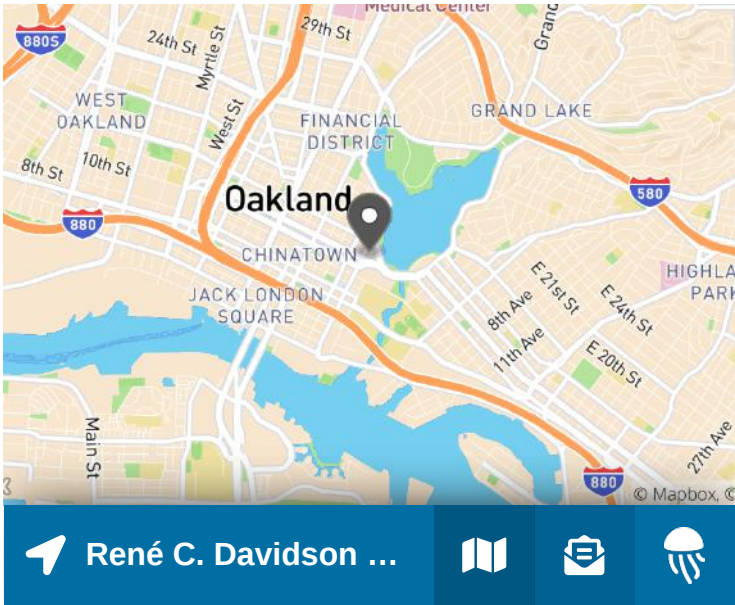 Medical Center
880S
24th St
Myrtle St
29th St
Grand
WEST
OAKLAND
West St
FINANCIAL
DISTRICT
GRAND LAKE
8th St
10th St
Oakland
580
880
CHINATOWN
HIGHLA
PARK
JACK LONDON
SQUARE
E 21st St
E 24th St
8th Ave
11th Ave
E 20th St
Main St
27th Ave
880
© Mapbox, ©
René C. Davidson ...